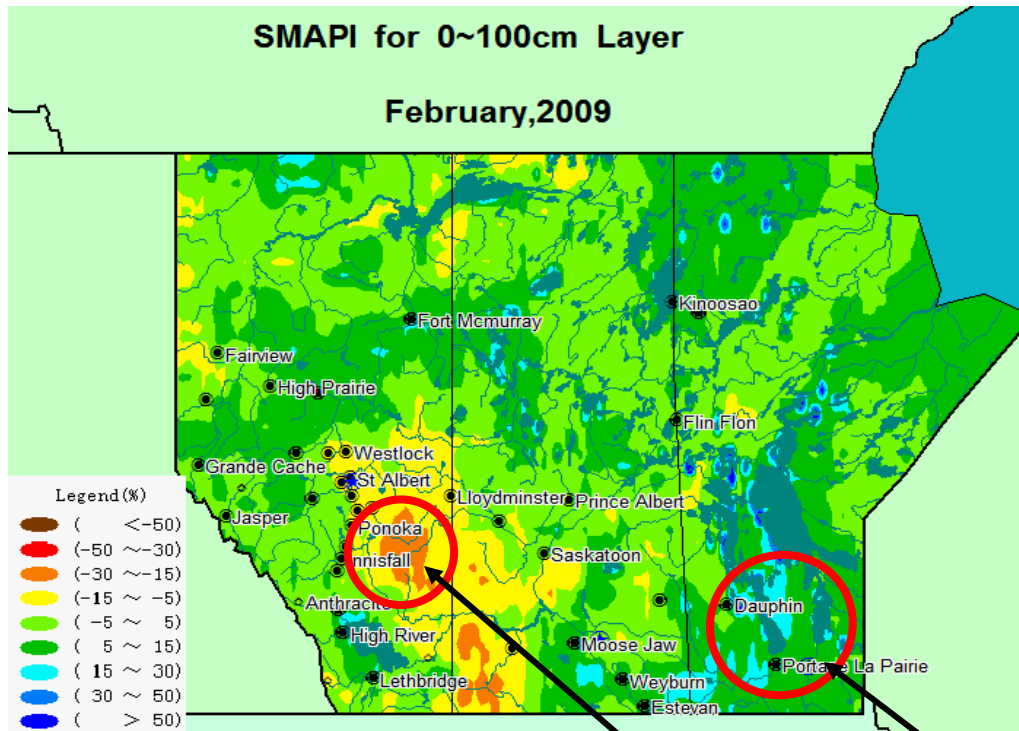 SMAPI for 0~100cm Layer
February,2009
Kinoosao
Fort Mcmurray
Fairview
High Prairie
Flin Flon
Westlock
Grande Cache
St Albert
Lloydminster
Prince Albert
Jasper
Ponoka
Saskatoon
nnisfall
Anthracite
Dauphin
High River
Moose Jaw
Portage La Pairie
Lethbridge
Weyburn
Estevan
Legend(%)
( <-50)
(-50 ~-30)
(-30 ~-15)
(-15 ~ -5)
( -5 ~ 5)
( 5 ~ 15)
( 15 ~ 30)
( 30 ~ 50)
( > 50)